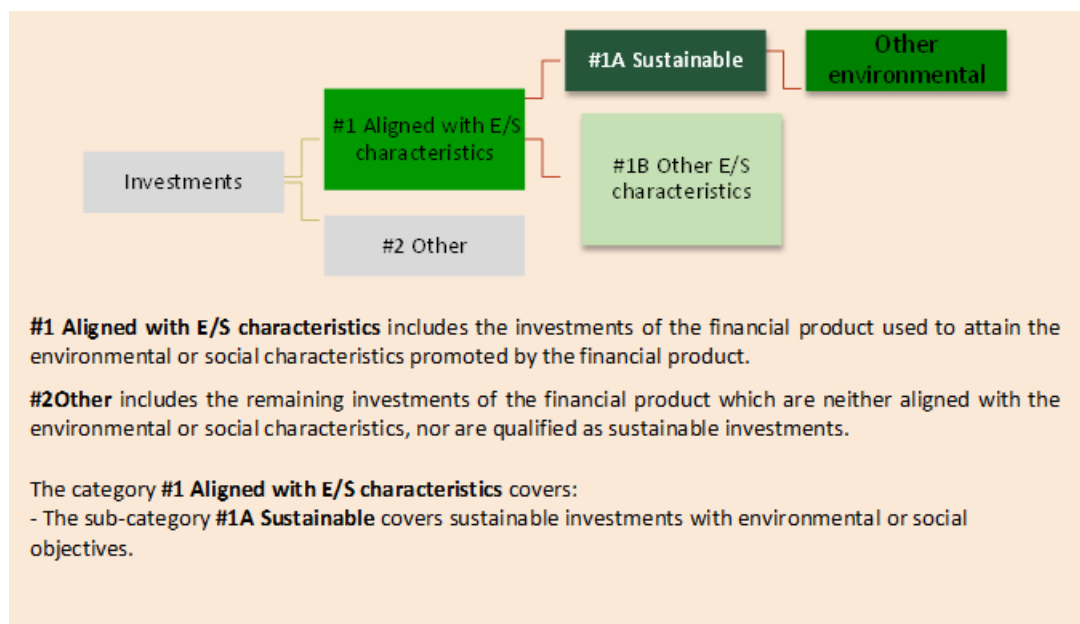 Other
environmental
#1A Sustainable
#1 Aligned with E/S
characteristics
#1B Other E/S
characteristics
Investments
#2 Other
#1 Aligned with E/S characteristics includes the investments of the financial product used to attain the
environmental or social characteristics promoted by the financial product.
#2Other includes the remaining investments of the financial product which are neither aligned with the
environmental or social characteristics, nor are qualified as sustainable investments.
The category #1 Aligned with E/S characteristics covers:
- The sub-category #1A Sustainable covers sustainable investments with environmental or social
objectives.